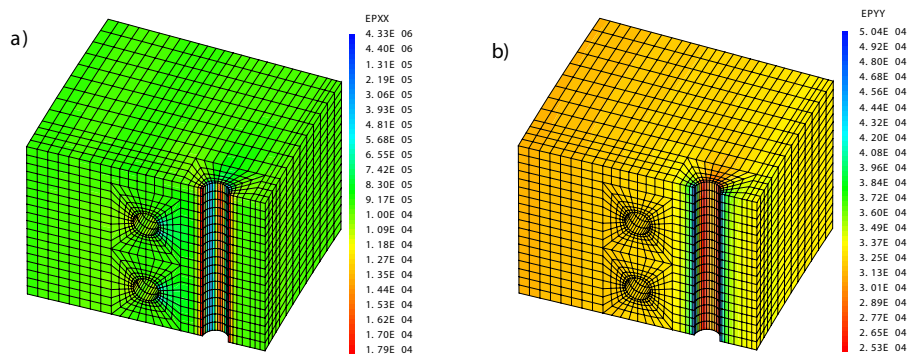 a)
EPXX
4.33E 06
4.40E 06
1.31E 05
2.19E 05
3.06E 05
3.93E 05
4.81E 05
5.68E 05
6.55E 05
7.42E 05
8.30E 05
9.17E 05
1.00E 04
1.09E 04
1.18E 04
1.27E 04
1.35E 04
1.44E 04
1.53E 04
1.62E 04
1.70E 04
1.79E 04
b)
EPYY
5.04E 04
4.92E 04
4.80E 04
4.68E 04
4.56E 04
4.44E 04
4.32E 04
4.20E 04
4.08E 04
3.96E 04
3.84E 04
3.72E 04
3.60E 04
3.49E 04
3.37E 04
3.25E 04
3.13E 04
3.01E 04
2.89E 04
2.77E 04
2.65E 04
2.53E 04